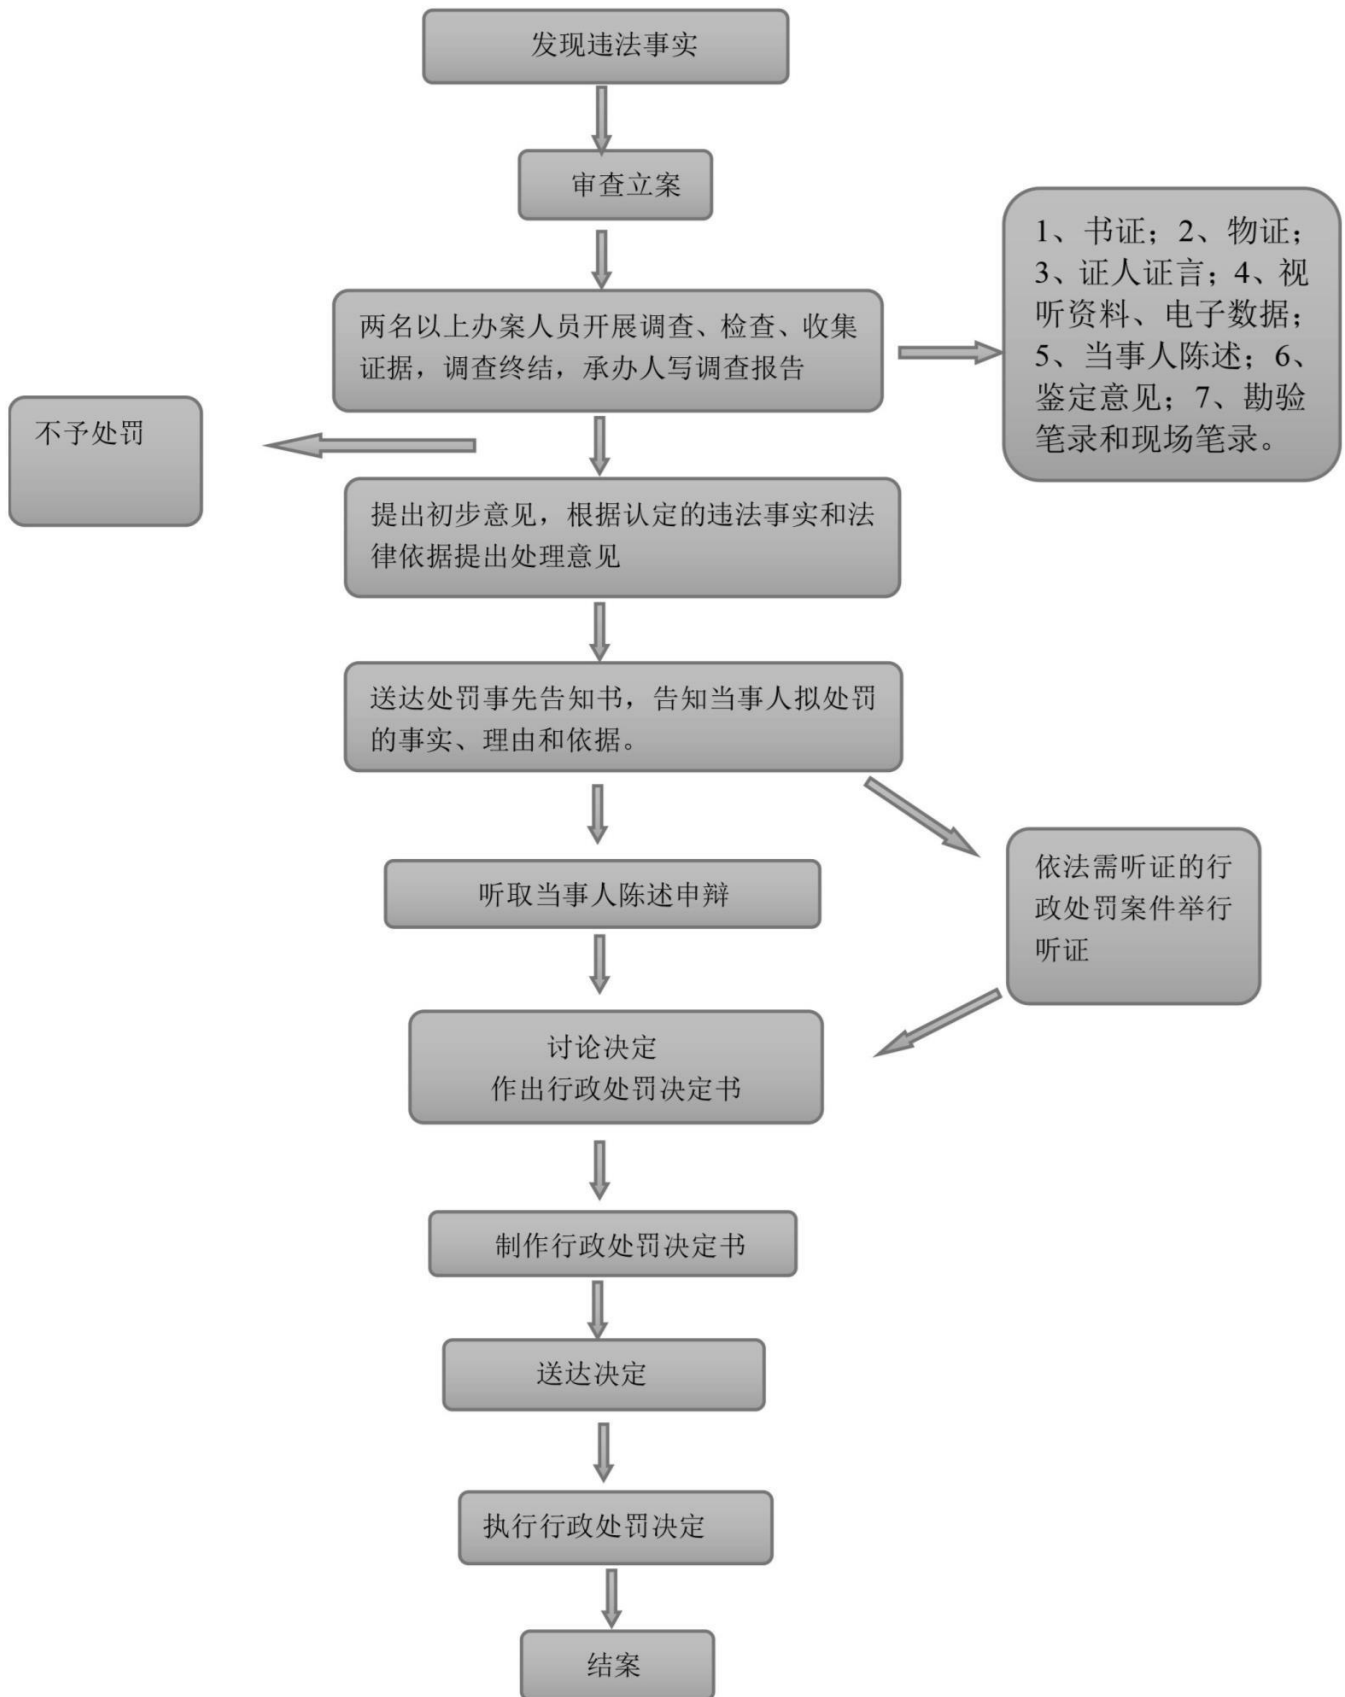 发现违法事实
审查立案
1、书证；2、物证；
3、证人证言；4、视
听资料、电子数据；
5、当事人陈述；6、
鉴定意见；7、勘验
笔录和现场笔录。
两名以上办案人员开展调查、检查、收集
证据，调查终结，承办人写调查报告
不予处罚
提出初步意见，根据认定的违法事实和法
律依据提出处理意见
送达处罚事先告知书，告知当事人拟处罚
的事实、理由和依据。
听取当事人陈述申辩
依法需听证的行
政处罚案件举行
听证
讨论决定
作出行政处罚决定书
制作行政处罚决定书
送达决定
执行行政处罚决定
结案